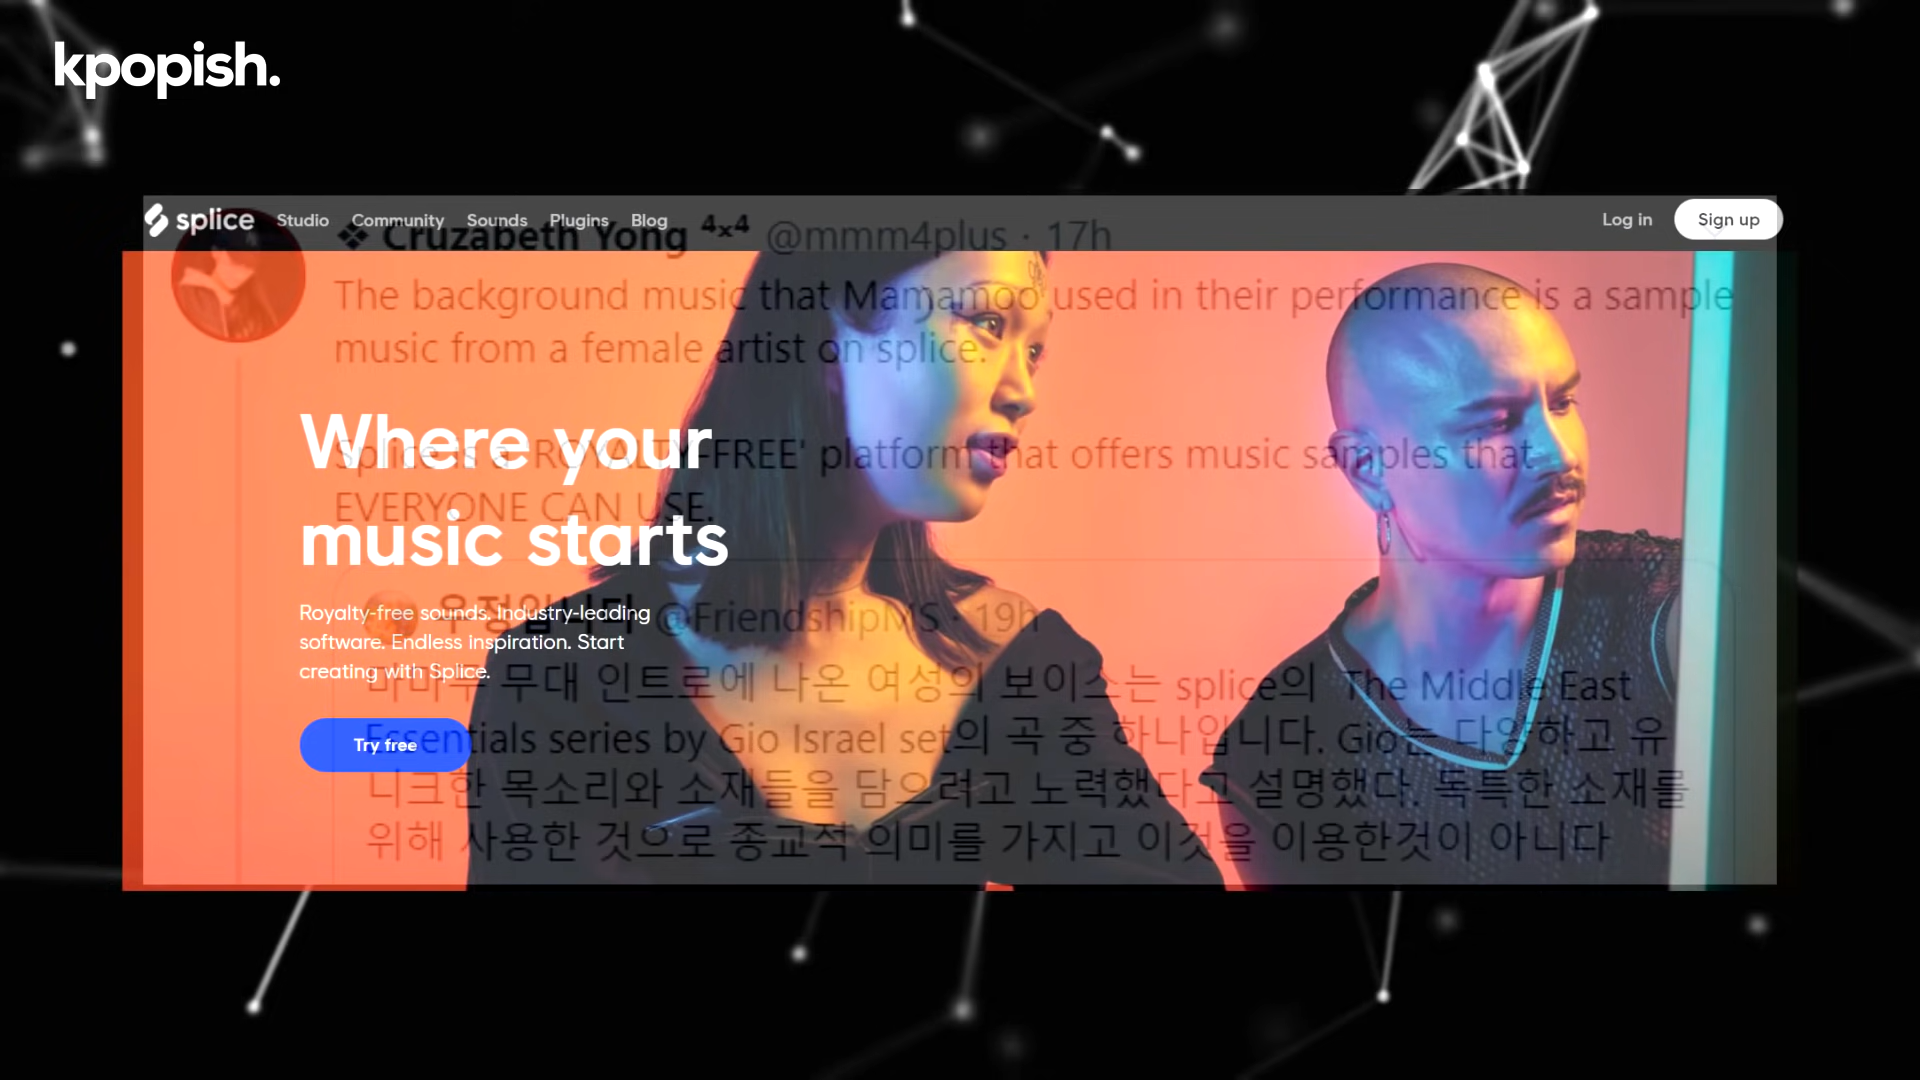 kpopish.
splice Studio Community Sounds Plugins Blog Log in Sign up
Cruzabeth Yong 4x4 @mmm4plus · 17h
The background music that Mamamoo used in their performance is a sample
music from a female artist on splice.
Where your
Splice is a 'ROYALTY-FREE' platform that offers music samples that
EVERYONE CAN USE.
music starts
Royalty-free sounds. Industry-leading
software. Endless inspiration. Start
creating with Splice.
우정입니다 @FriendshipMS · 19h
마마무 무대 인트로에 나온 여성의 보이스는 splice의 The Middle East
Essentials series by Gio Israel set의 곡 중 하나입니다. Gio는 다양하고 유
Try free
니크한 목소리와 소재들을 담으려고 노력했다고 설명했다. 독특한 소재를
위해 사용한 것으로 종교적 의미를 가지고 이것을 이용한것이 아니다